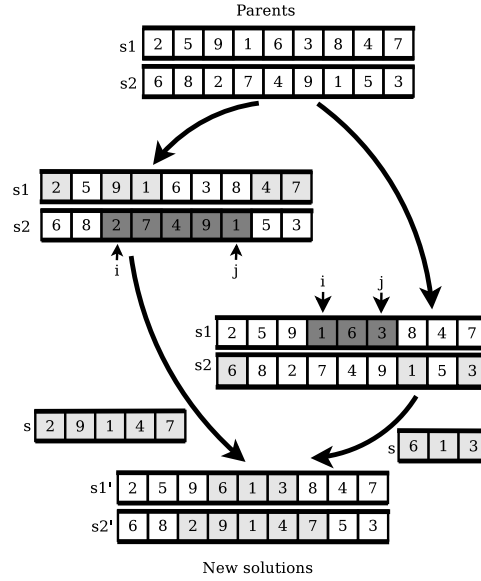 Parents
s1 2 5 9 1 6 3 8 4 7
s2 6 8 2 7 4 9 1 5 3
s1 2 5 9 1 6 3 8 4 7
s2 6 8 2 7 4 9 1 5 3
i j
i j
s1 2 5 9 1 6 3 8 4 7
s2 6 8 2 7 4 9 1 5 3
s 2 9 1 4 7
s 6 1 3
s1' 2 5 9 6 1 3 8 4 7
s2' 6 8 2 9 1 4 7 5 3
New solutions